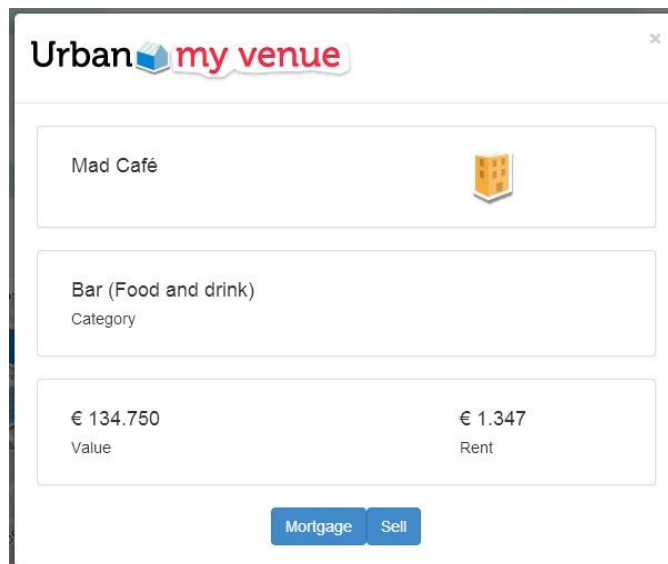 Urban my venue
×
Mad Café
Bar (Food and drink)
Category
€ 134.750
€ 1.347
Value
Rent
Mortgage
Sell